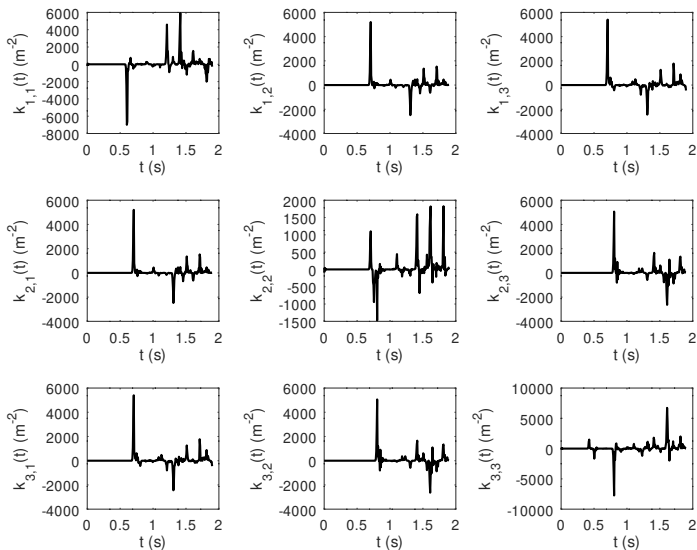 6000
4000
2000
0
-2000
-4000
-6000
-8000
k1,1(t) (m-2)
0 0.5 1 1.5 2
t (s)
6000
4000
2000
0
-2000
-4000
k1,2(t) (m-2)
0 0.5 1 1.5 2
t (s)
6000
4000
2000
0
-2000
-4000
k1,3(t) (m-2)
0 0.5 1 1.5 2
t (s)
6000
4000
2000
0
-2000
-4000
k2,1(t) (m-2)
0 0.5 1 1.5 2
t (s)
2000
1500
1000
500
0
-500
-1000
-1500
k2,2(t) (m-2)
0 0.5 1 1.5 2
t (s)
6000
4000
2000
0
-2000
-4000
k2,3(t) (m-2)
0 0.5 1 1.5 2
t (s)
6000
4000
2000
0
-2000
-4000
k3,1(t) (m-2)
0 0.5 1 1.5 2
t (s)
6000
4000
2000
0
-2000
-4000
k3,2(t) (m-2)
0 0.5 1 1.5 2
t (s)
10000
5000
0
-5000
-10000
k3,3(t) (m-2)
0 0.5 1 1.5 2
t (s)